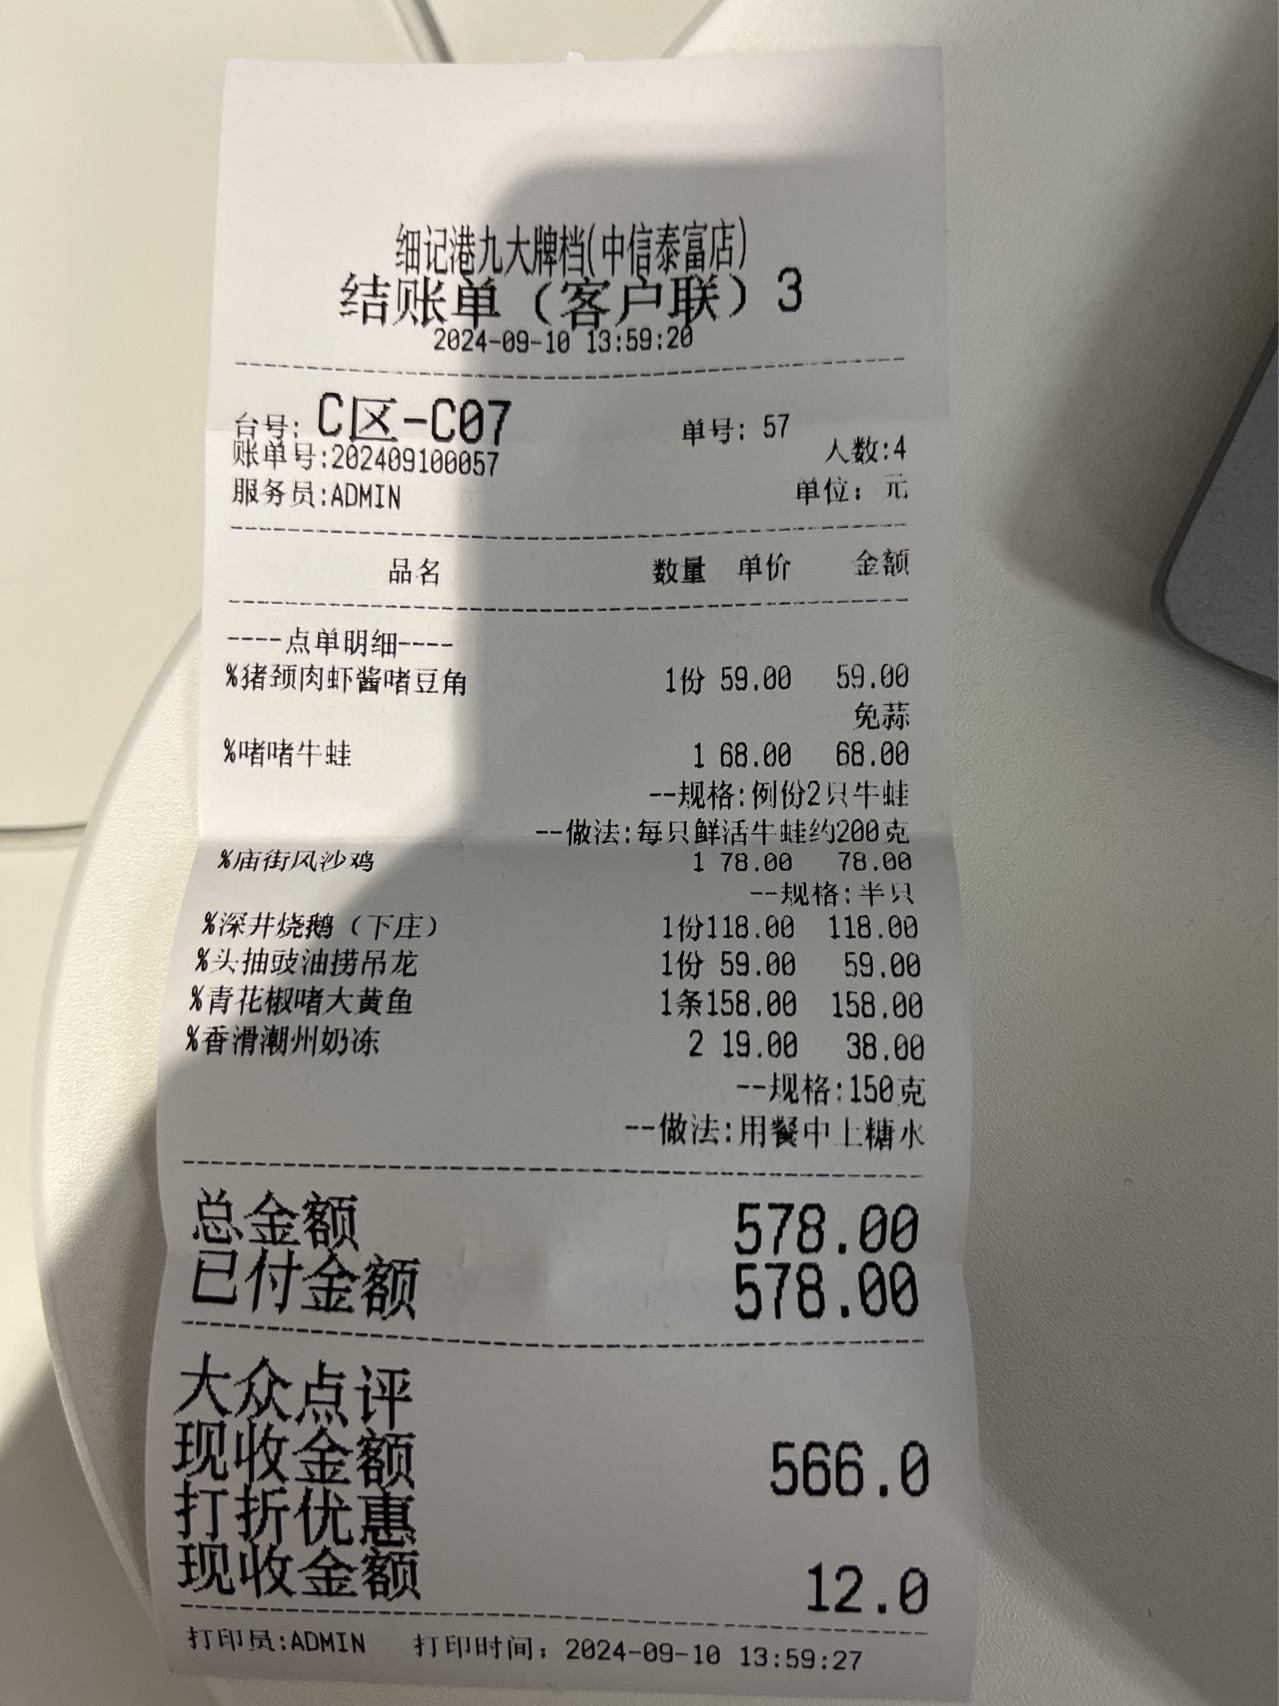 细记港九大牌档(中信泰富店)
结账单（客户联）3
2024-09-10 13:59:20
台号: C区-C07 单号: 57
账单号:202409100057 人数:4
服务员:ADMIN 单位: 元
品名 数量 单价 金额
----点单明细----
%猪颈肉虾酱啫豆角 1份 59.00 59.00
免蒜
%啫啫牛蛙 1 68.00 68.00
--规格:例份2只牛蛙
--做法:每只鲜活牛蛙约200克
%庙街风沙鸡 1 78.00 78.00
--规格:半只
%深井烧鹅（下庄） 1份118.00 118.00
%头抽豉油捞吊龙 1份 59.00 59.00
%青花椒啫大黄鱼 1条158.00 158.00
%香滑潮州奶冻 2 19.00 38.00
--规格:150克
--做法:用餐中上糖水
总金额 578.00
已付金额 578.00
大众点评
现收金额 566.0
打折优惠
现收金额 12.0
打印员:ADMIN 打印时间: 2024-09-10 13:59:27